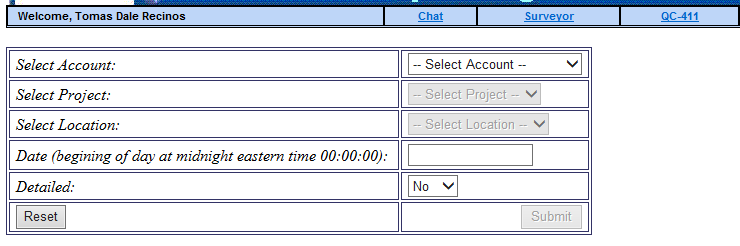 Welcome, Tomas Dale Recinos Chat Surveyor QC-411
Select Account: -- Select Account --
Select Project: -- Select Project --
Select Location: -- Select Location --
Date (begining of day at midnight eastern time 00:00:00):
Detailed: No
Reset Submit